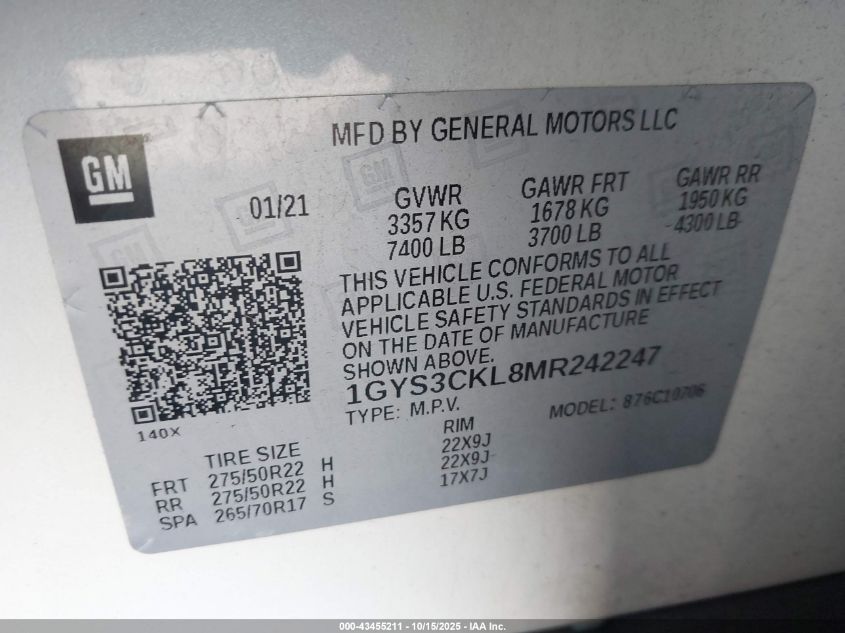 MFD BY GENERAL MOTORS LLC
GM
01/21
GVWR GAWR FRT GAWR RR
3357 KG 1678 KG 1950 KG
7400 LB 3700 LB 4300 LB
THIS VEHICLE CONFORMS TO ALL
APPLICABLE U.S. FEDERAL MOTOR
VEHICLE SAFETY STANDARDS IN EFFECT
ON THE DATE OF MANUFACTURE
SHOWN ABOVE.
1GYS3CKL8MR242247
TYPE: M.P.V. MODEL: 876C10706
140X
TIRE SIZE RIM
FRT 275/50R22 H 22X9J
RR 275/50R22 H 22X9J
SPA 265/70R17 S 17X7J
000-43455211 - 10/15/2025 - IAA Inc.